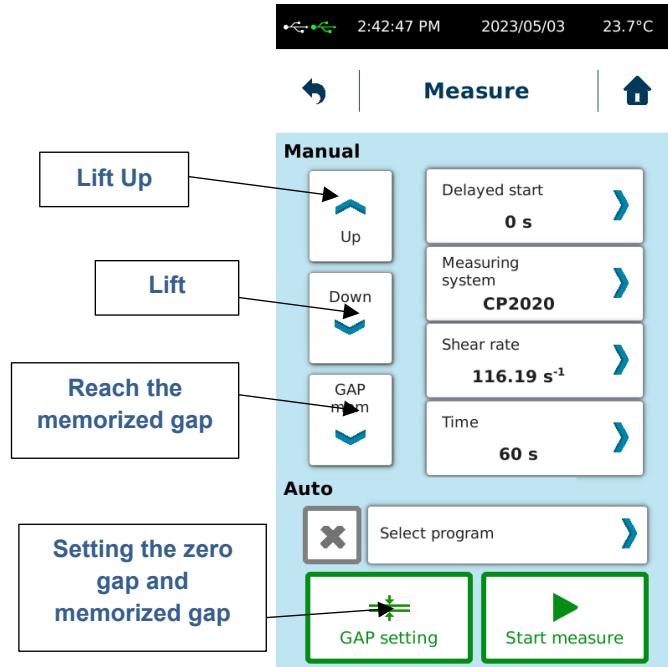 2:42:47 PM 2023/05/03 23.7°C
Measure
Manual
Lift Up
Up
Delayed start
0 s
Lift
Down
Measuring
system
CP2020
Reach the
memorized gap
GAP
mem
Shear rate
116.19 s⁻¹
Time
60 s
Auto
Select program
Setting the zero
gap and
memorized gap
GAP setting
Start measure